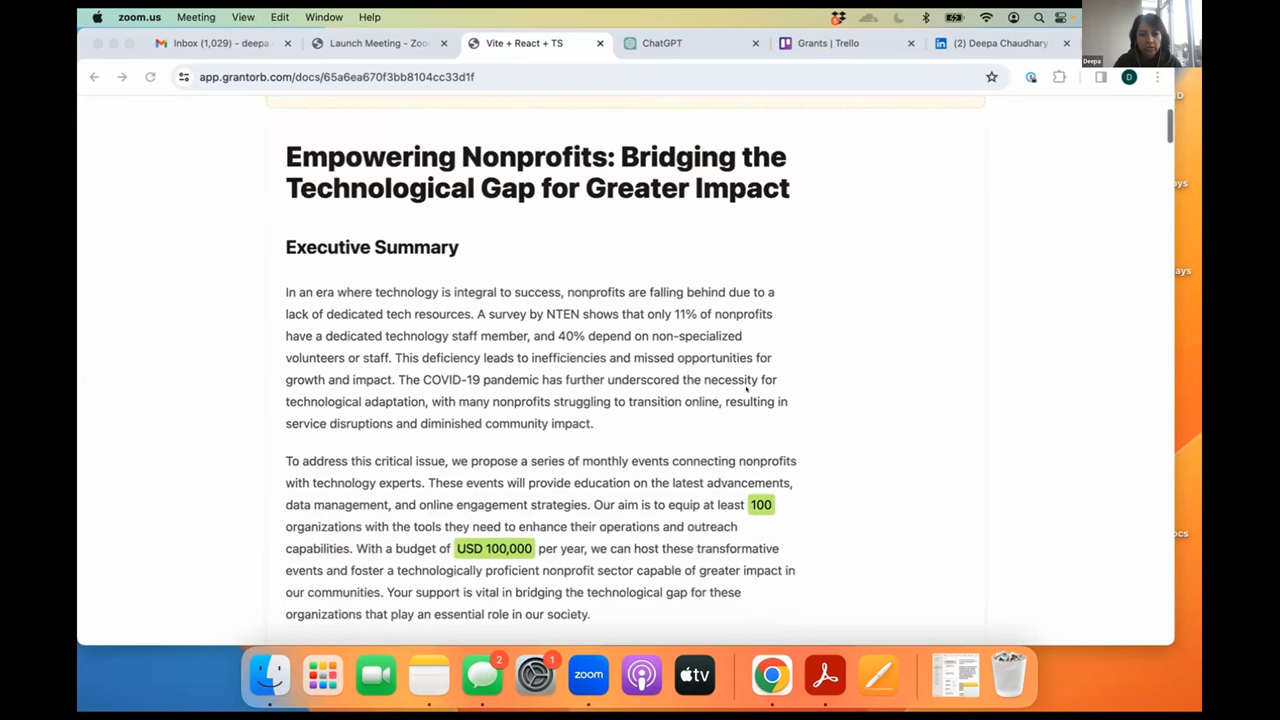 zoom.us Meeting View Edit Window Help
Inbox (1,029) - deepa. Launch Meeting - Zoo Vite + React + TS ChatGPT Grants | Trello (2) Deepa Chaudhary
app.grantorb.com/docs/65a6ea670f3bb8104cc33d1f D
Deepa
Empowering Nonprofits: Bridging the
Technological Gap for Greater Impact
Executive Summary
In an era where technology is integral to success, nonprofits are falling behind due to a
lack of dedicated tech resources. A survey by NTEN shows that only 11% of nonprofits
have a dedicated technology staff member, and 40% depend on non-specialized
volunteers or staff. This deficiency leads to inefficiencies and missed opportunities for
growth and impact. The COVID-19 pandemic has further underscored the necessity for
technological adaptation, with many nonprofits struggling to transition online, resulting in
service disruptions and diminished community impact.
To address this critical issue, we propose a series of monthly events connecting nonprofits
with technology experts. These events will provide education on the latest advancements,
data management, and online engagement strategies. Our aim is to equip at least 100
organizations with the tools they need to enhance their operations and outreach
capabilities. With a budget of USD 100,000 per year, we can host these transformative
events and foster a technologically proficient nonprofit sector capable of greater impact in
our communities. Your support is vital in bridging the technological gap for these
organizations that play an essential role in our society.
D
ays
ays
ocs
2 1 zoom tv